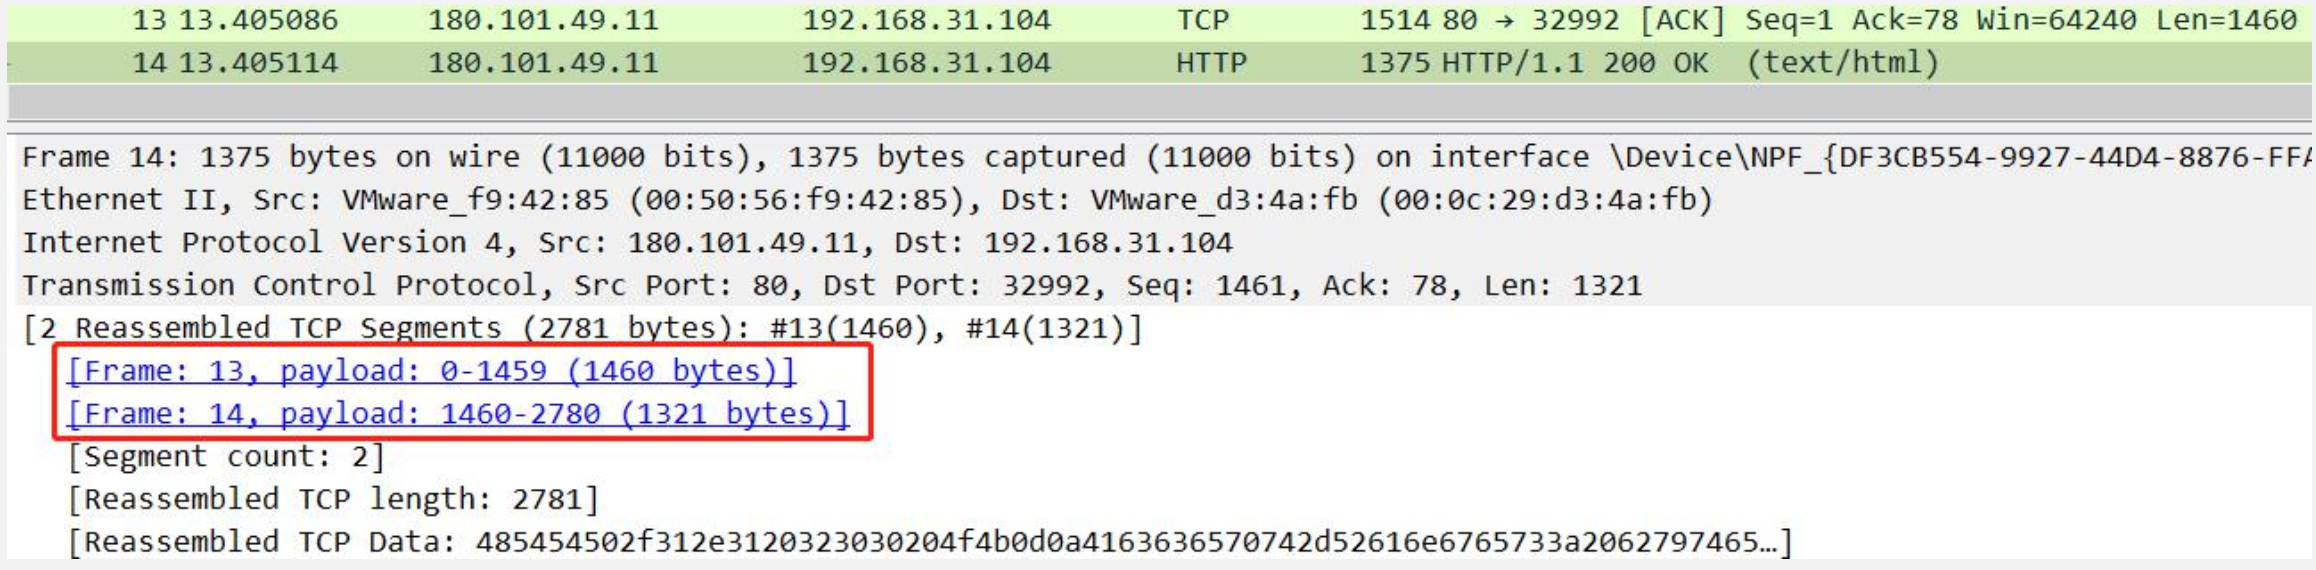 13 13.405086 180.101.49.11 192.168.31.104 TCP 1514 80 → 32992 [ACK] Seq=1 Ack=78 Win=64240 Len=1460
14 13.405114 180.101.49.11 192.168.31.104 HTTP 1375 HTTP/1.1 200 OK (text/html)
Frame 14: 1375 bytes on wire (11000 bits), 1375 bytes captured (11000 bits) on interface \Device\NPF_{DF3CB554-9927-44D4-8876-FFA
Ethernet II, Src: VMware_f9:42:85 (00:50:56:f9:42:85), Dst: VMware_d3:4a:fb (00:0c:29:d3:4a:fb)
Internet Protocol Version 4, Src: 180.101.49.11, Dst: 192.168.31.104
Transmission Control Protocol, Src Port: 80, Dst Port: 32992, Seq: 1461, Ack: 78, Len: 1321
[2 Reassembled TCP Segments (2781 bytes): #13(1460), #14(1321)]
[Frame: 13, payload: 0-1459 (1460 bytes)]
[Frame: 14, payload: 1460-2780 (1321 bytes)]
[Segment count: 2]
[Reassembled TCP length: 2781]
[Reassembled TCP Data: 485454502f312e3120323030204f4b0d0a4163636570742d52616e6765733a2062797465…]